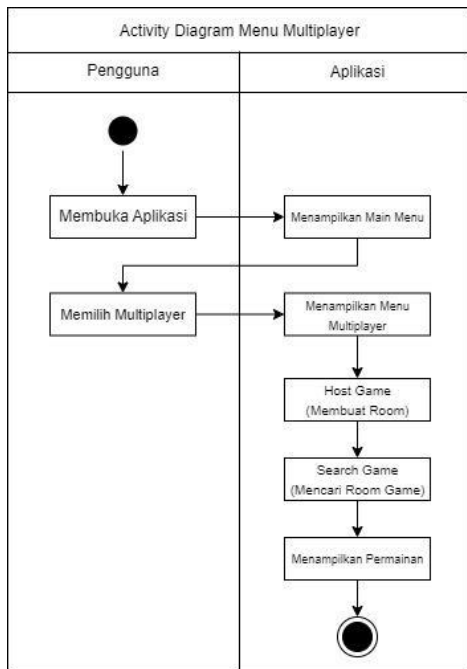 Activity Diagram Menu Multiplayer
Pengguna
Aplikasi
Membuka Aplikasi
Menampilkan Main Menu
Memilih Multiplayer
Menampilkan Menu
Multiplayer
Host Game
(Membuat Room)
Search Game
(Mencari Room Game)
Menampilkan Permainan